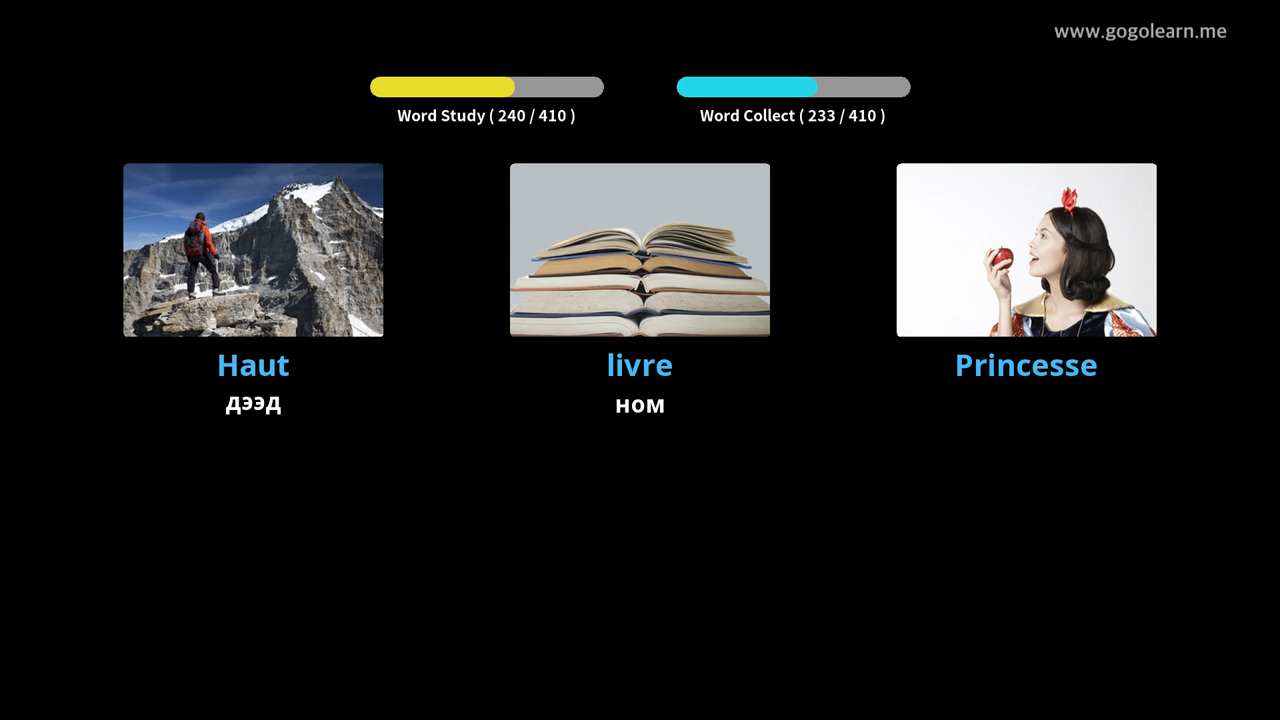 www.gogolearn.me
Word Study ( 240 / 410 )
Word Collect ( 233 / 410 )
Haut
дээд
livre
ном
Princesse